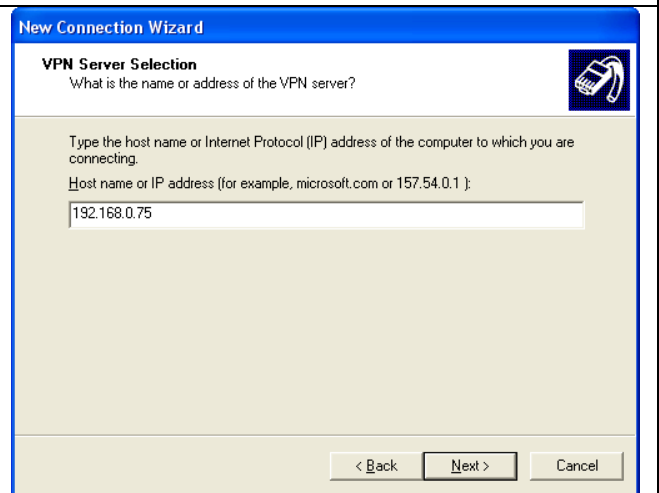 New Connection Wizard
VPN Server Selection
What is the name or address of the VPN server?
Type the host name or Internet Protocol (IP) address of the computer to which you are
connecting.
Host name or IP address (for example, microsoft.com or 157.54.0.1 ):
192.168.0.75
< Back Next > Cancel